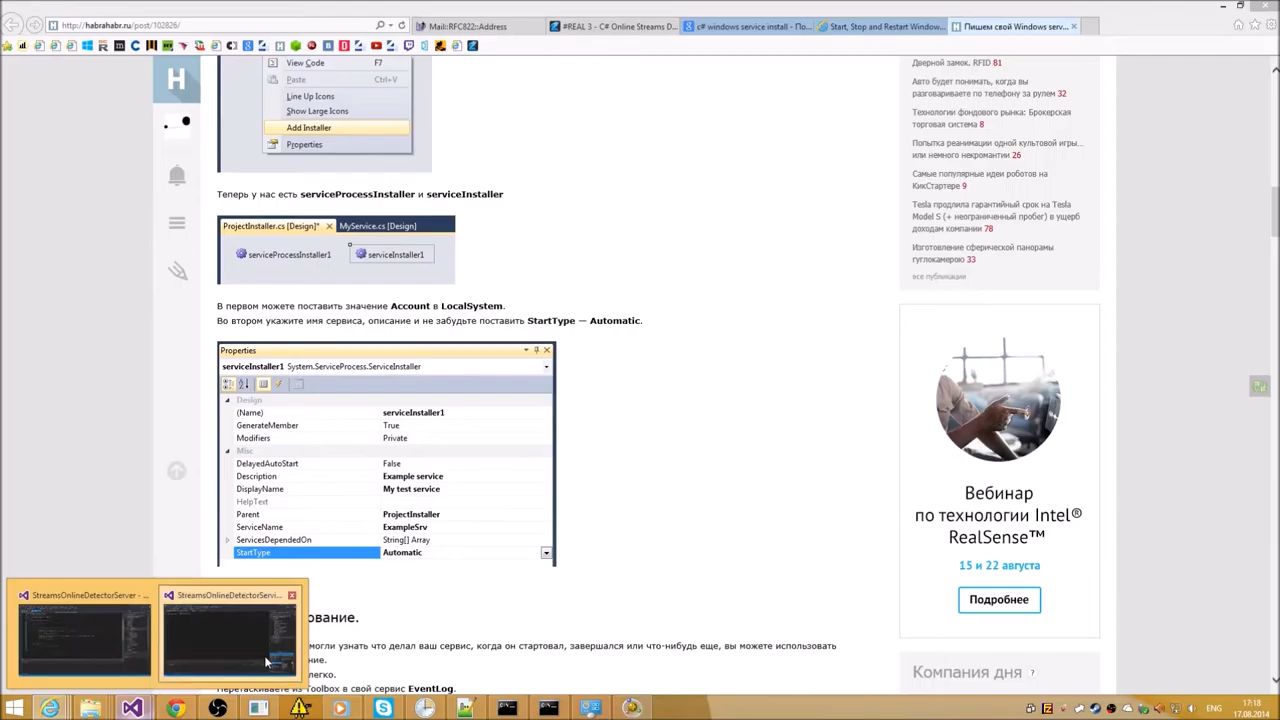 http://habrahabr.ru/post/102826/
Mail::RFC822::Address
#REAL 3 - C# Online Streams D...
c# windows service install - По...
Start, Stop and Restart Window...
Пишем свой Windows serv...
View Code F7
Paste Ctrl+V
Line Up Icons
Show Large Icons
Add Installer
Properties
Теперь у нас есть serviceProcessInstaller и serviceInstaller
ProjectInstaller.cs [Design]* MyService.cs [Design]
serviceProcessInstaller1 serviceInstaller1
В первом можете поставить значение Account в LocalSystem.
Во втором укажите имя сервиса, описание и не забудьте поставить StartType — Automatic.
Properties
serviceInstaller1 System.ServiceProcess.ServiceInstaller
Design
(Name) serviceInstaller1
GenerateMember True
Modifiers Private
Misc
DelayedAutoStart False
Description Example service
DisplayName My test service
HelpText
Parent ProjectInstaller
ServiceName ExampleSrv
ServicesDependedOn String[] Array
StartType Automatic
ование.
могли узнать что делал ваш сервис, когда он стартовал, завершался или что-нибудь еще, вы можете использовать
ние.
легко.
Перетаскиваете из Toolbox в свой сервис EventLog.
Дверной замок. RFID 81
Авто будет понимать, когда вы
разговариваете по телефону за рулем 32
Технологии фондового рынка: Брокерская
торговая система 8
Попытка реанимации одной культовой игры...
или немного некромантии 26
Самые популярные идеи роботов на
КикСтартере 9
Tesla продлила гарантийный срок на Tesla
Model S (+ неограниченный пробег) в ущерб
доходам компании 78
Изготовление сферической панорамы
гуглокамерою 33
все публикации
Вебинар
по технологии Intel®
RealSense™
15 и 22 августа
Подробнее
Компания дня ?
StreamsOnlineDetectorServer - ...
StreamsOnlineDetectorServi...
ENG
17:18
17.08.2014